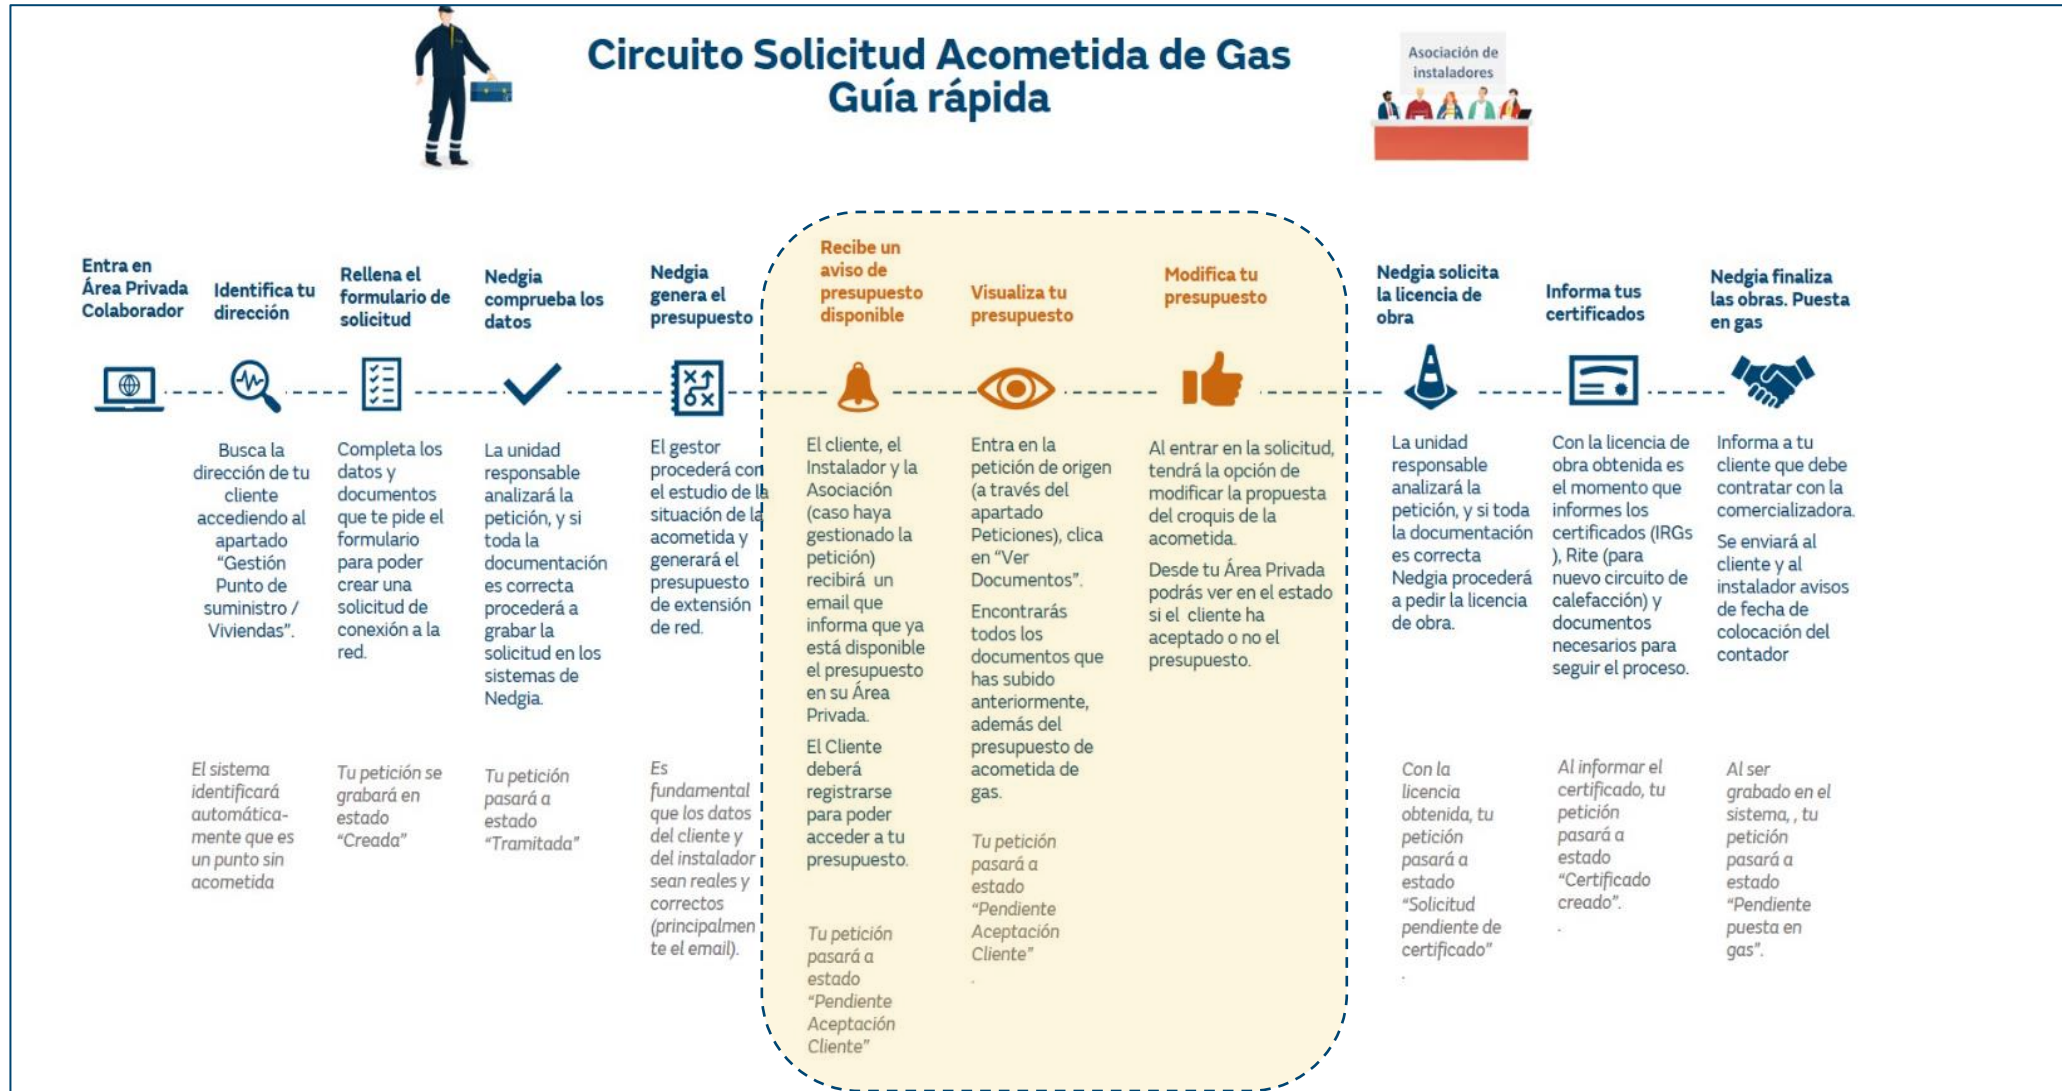 Circuito Solicitud Acometida de Gas
Guía rápida
Asociación de
instaladores
Entra en
Área Privada
Colaborador
Identifica tu
dirección
Busca la
dirección de tu
cliente
accediendo al
apartado
“Gestión
Punto de
suministro /
Viviendas”.
El sistema
identificará
automática-
mente que es
un punto sin
acometida
Rellena el
formulario de
solicitud
Completa los
datos y
documentos
que te pide el
formulario
para poder
crear una
solicitud de
conexión a la
red.
Tu petición se
grabará en
estado
“Creada”
Nedgia
comprueba los
datos
La unidad
responsable
analizará la
petición, y si
toda la
documentación
es correcta
procederá a
grabar la
solicitud en los
sistemas de
Nedgia.
Tu petición
pasará a
estado
“Tramitada”
Nedgia
genera el
presupuesto
El gestor
procederá con
el estudio de la
situación de la
acometida y
generará el
presupuesto
de extensión
de red.
Es
fundamental
que los datos
del cliente y
del instalador
sean reales y
correctos
(principalmen
te el email).
Recibe un
aviso de
presupuesto
disponible
El cliente, el
Instalador y la
Asociación
(caso haya
gestionado la
petición)
recibirá un
email que
informa que ya
está disponible
el presupuesto
en su Área
Privada.
El Cliente
deberá
registrarse
para poder
acceder a tu
presupuesto.
Tu petición
pasará a
estado
“Pendiente
Aceptación
Cliente”
Visualiza tu
presupuesto
Entra en la
petición de origen
(a través del
apartado
Peticiones), clica
en “Ver
Documentos”.
Encontrarás
todos los
documentos que
has subido
anteriormente,
además del
presupuesto de
acometida de
gas.
Tu petición
pasará a
estado
“Pendiente
Aceptación
Cliente”
.
Modifica tu
presupuesto
Al entrar en la solicitud,
tendrá la opción de
modificar la propuesta
del croquis de la
acometida.
Desde tu Área Privada
podrás ver en el estado
si el cliente ha
aceptado o no el
presupuesto.
Nedgia solicita
la licencia de
obra
La unidad
responsable
analizará la
petición, y si toda
la documentación
es correcta
Nedgia procederá
a pedir la licencia
de obra.
Con la
licencia
obtenida, tu
petición
pasará a
estado
“Solicitud
pendiente de
certificado”
.
Informa tus
certificados
Con la licencia de
obra obtenida es
el momento que
informes los
certificados (IRGs
), Rite (para
nuevo circuito de
calefacción) y
documentos
necesarios para
seguir el proceso.
Al informar el
certificado, tu
petición
pasará a
estado
“Certificado
creado”.
.
Nedgia finaliza
las obras. Puesta
en gas
Informa a tu
cliente que debe
contratar con la
comercializadora.
Se enviará al
cliente y al
instalador avisos
de fecha de
colocación del
contador
Al ser
grabado en el
sistema, , tu
petición
pasará a
estado
“Pendiente
puesta en
gas”.